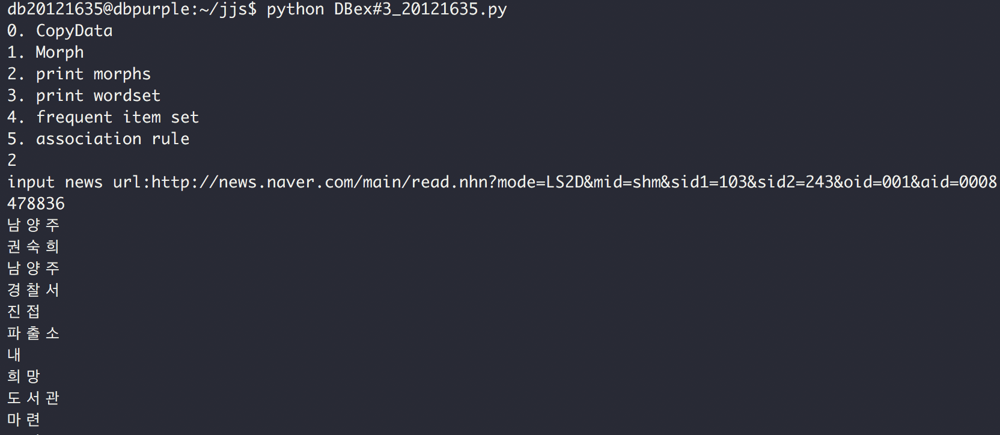 db20121635@dbpurple:~/jjs$ python DBex#3_20121635.py
0. CopyData
1. Morph
2. print morphs
3. print wordset
4. frequent item set
5. association rule
2
input news url:http://news.naver.com/main/read.nhn?mode=LS2D&mid=shm&sid1=103&sid2=243&oid=001&aid=0008
478836
남양주
권숙희
남양주
경찰서
진접
파출소
내
희망
도서관
마련